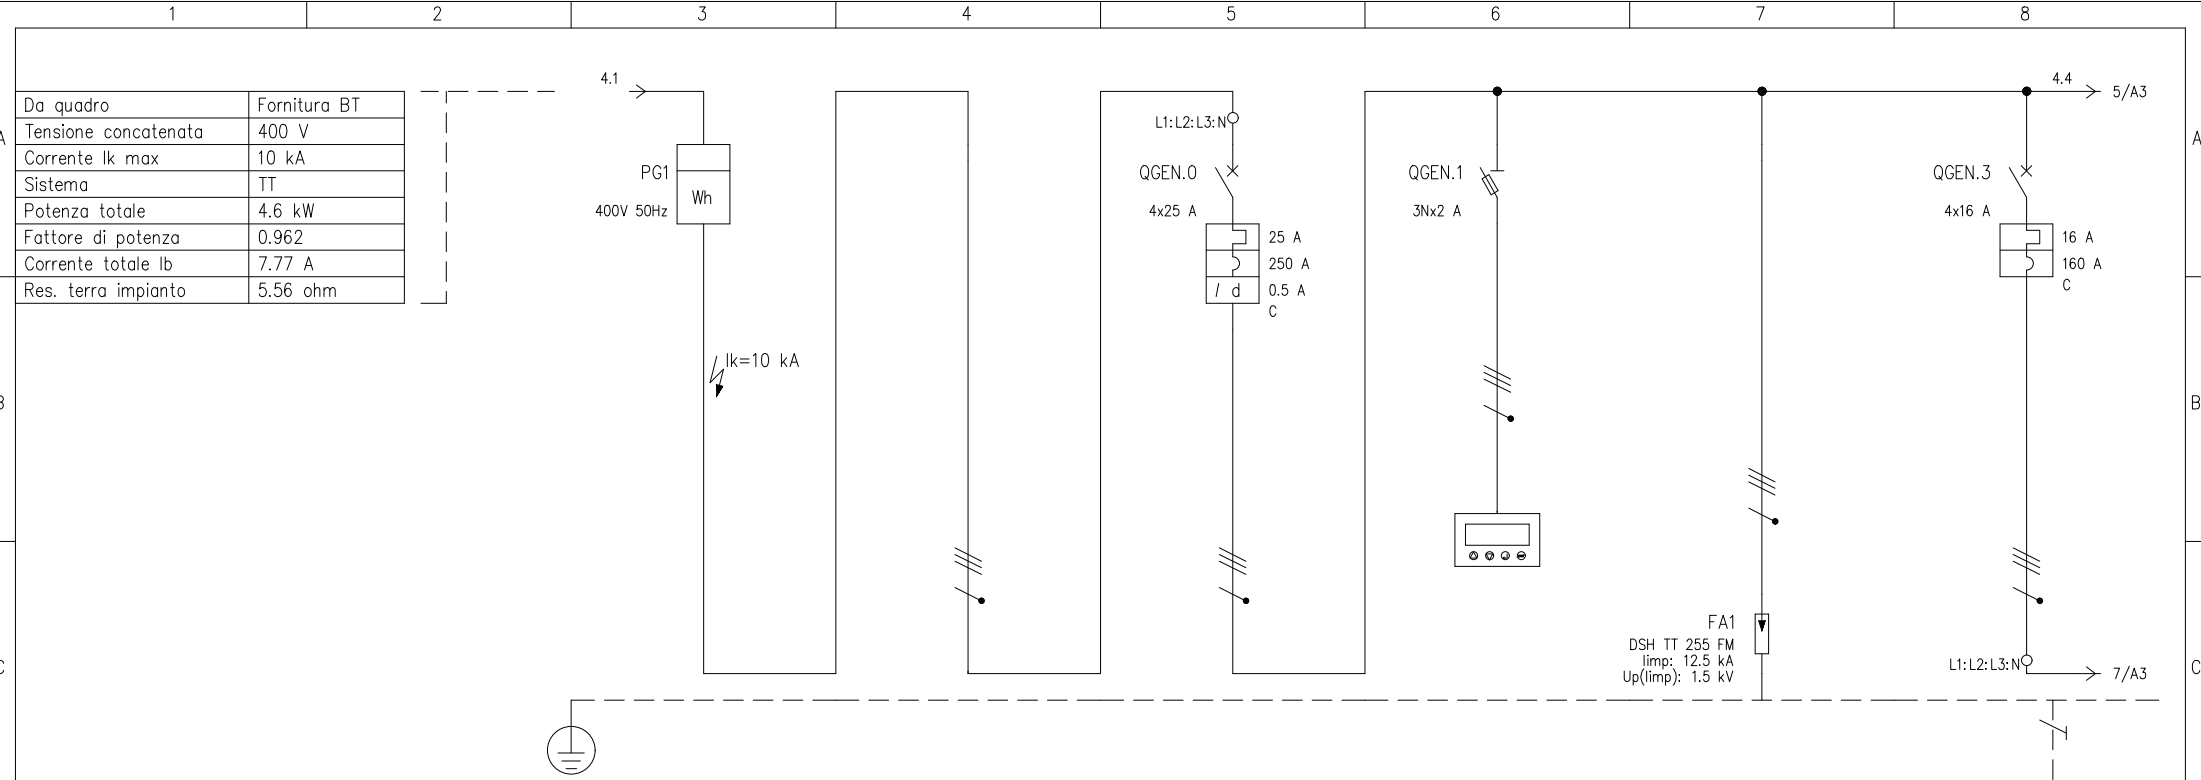 1 2 3 4 5 6 7 8
4.1
4.4
5/A3
Da quadro Fornitura BT
Tensione concatenata 400 V
Corrente Ik max 10 kA
Sistema TT
Potenza totale 4.6 kW
Fattore di potenza 0.962
Corrente totale Ib 7.77 A
Res. terra impianto 5.56 ohm
A
A
B
B
C
C
PG1
Wh
400V 50Hz
Ik=10 kA
L1:L2:L3:N
QGEN.0
4x25 A
25 A
250 A
I d 0.5 A
C
QGEN.1
3Nx2 A
FA1
DSH TT 255 FM
Iimp: 12.5 kA
Up(Iimp): 1.5 kV
QGEN.3
4x16 A
16 A
160 A
C
L1:L2:L3:N
7/A3